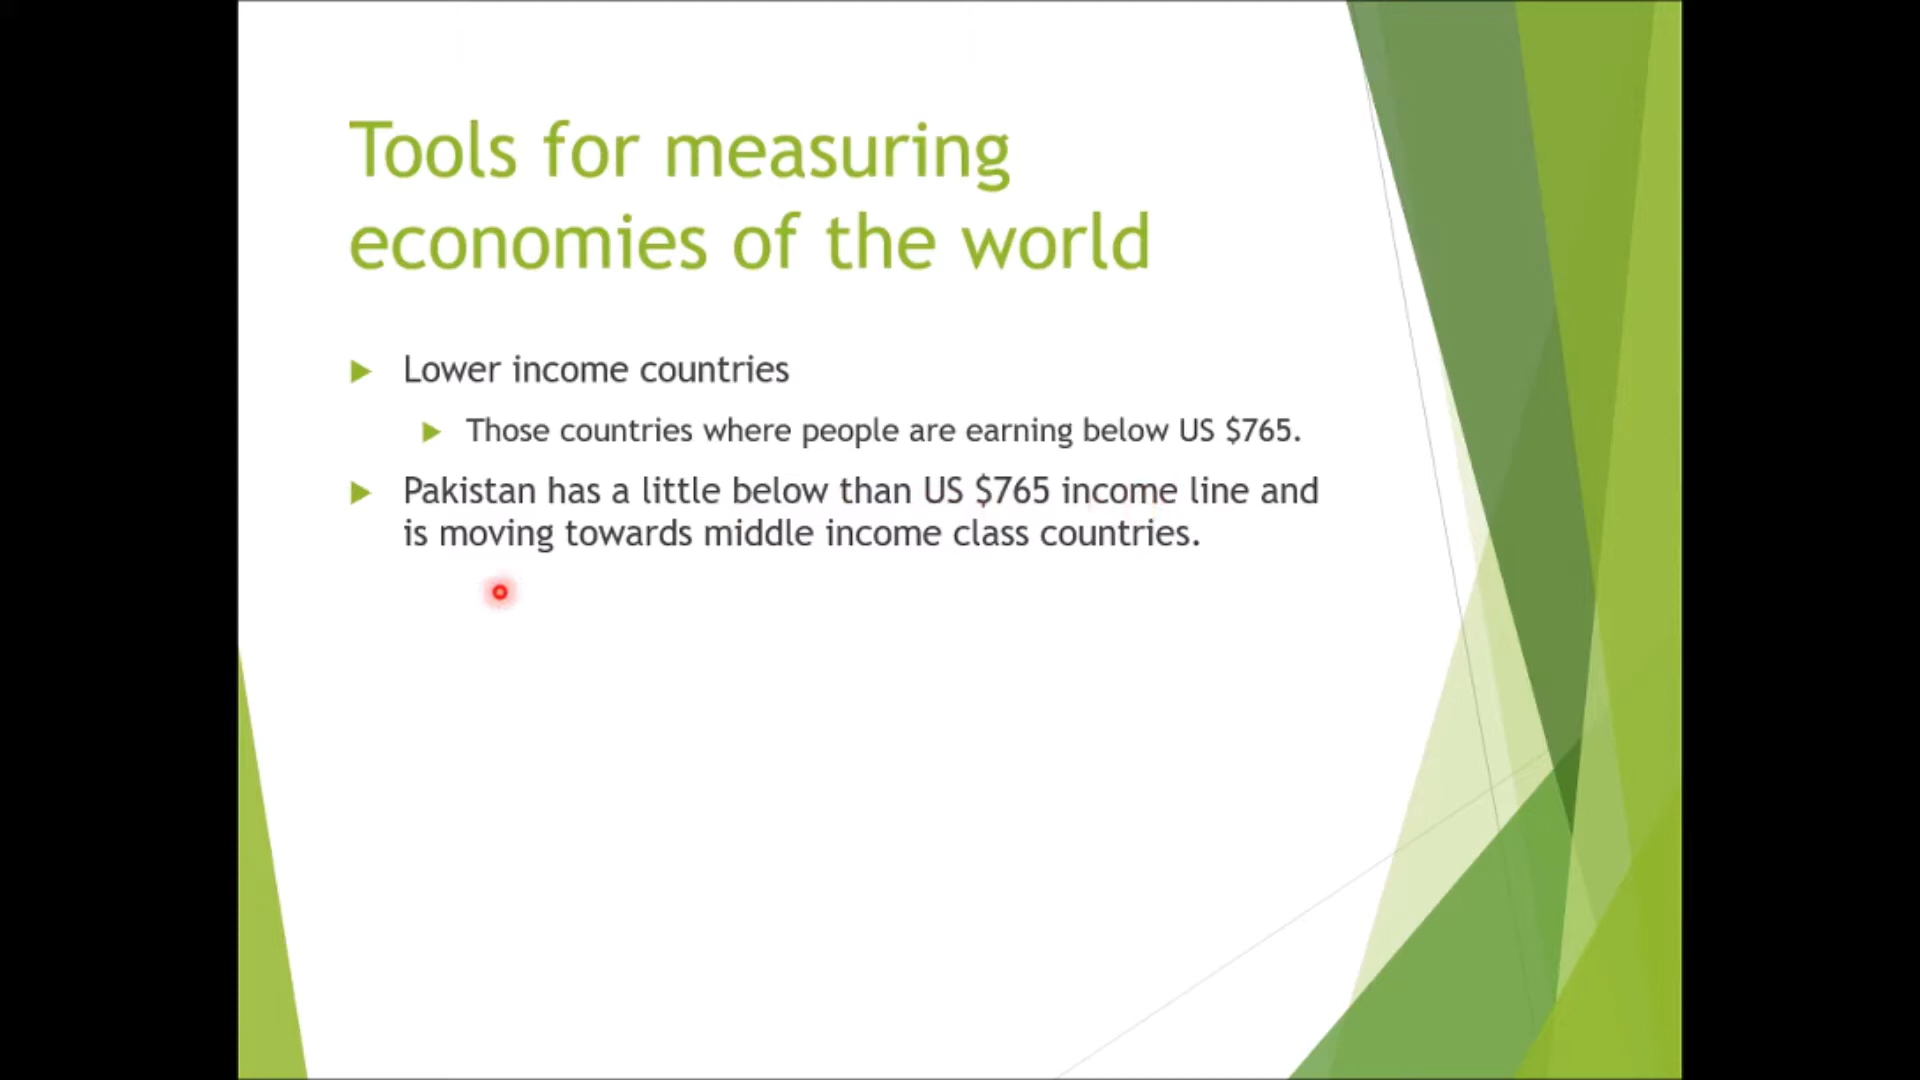 Tools for measuring
economies of the world
Lower income countries
Those countries where people are earning below US $765.
Pakistan has a little below than US $765 income line and
is moving towards middle income class countries.